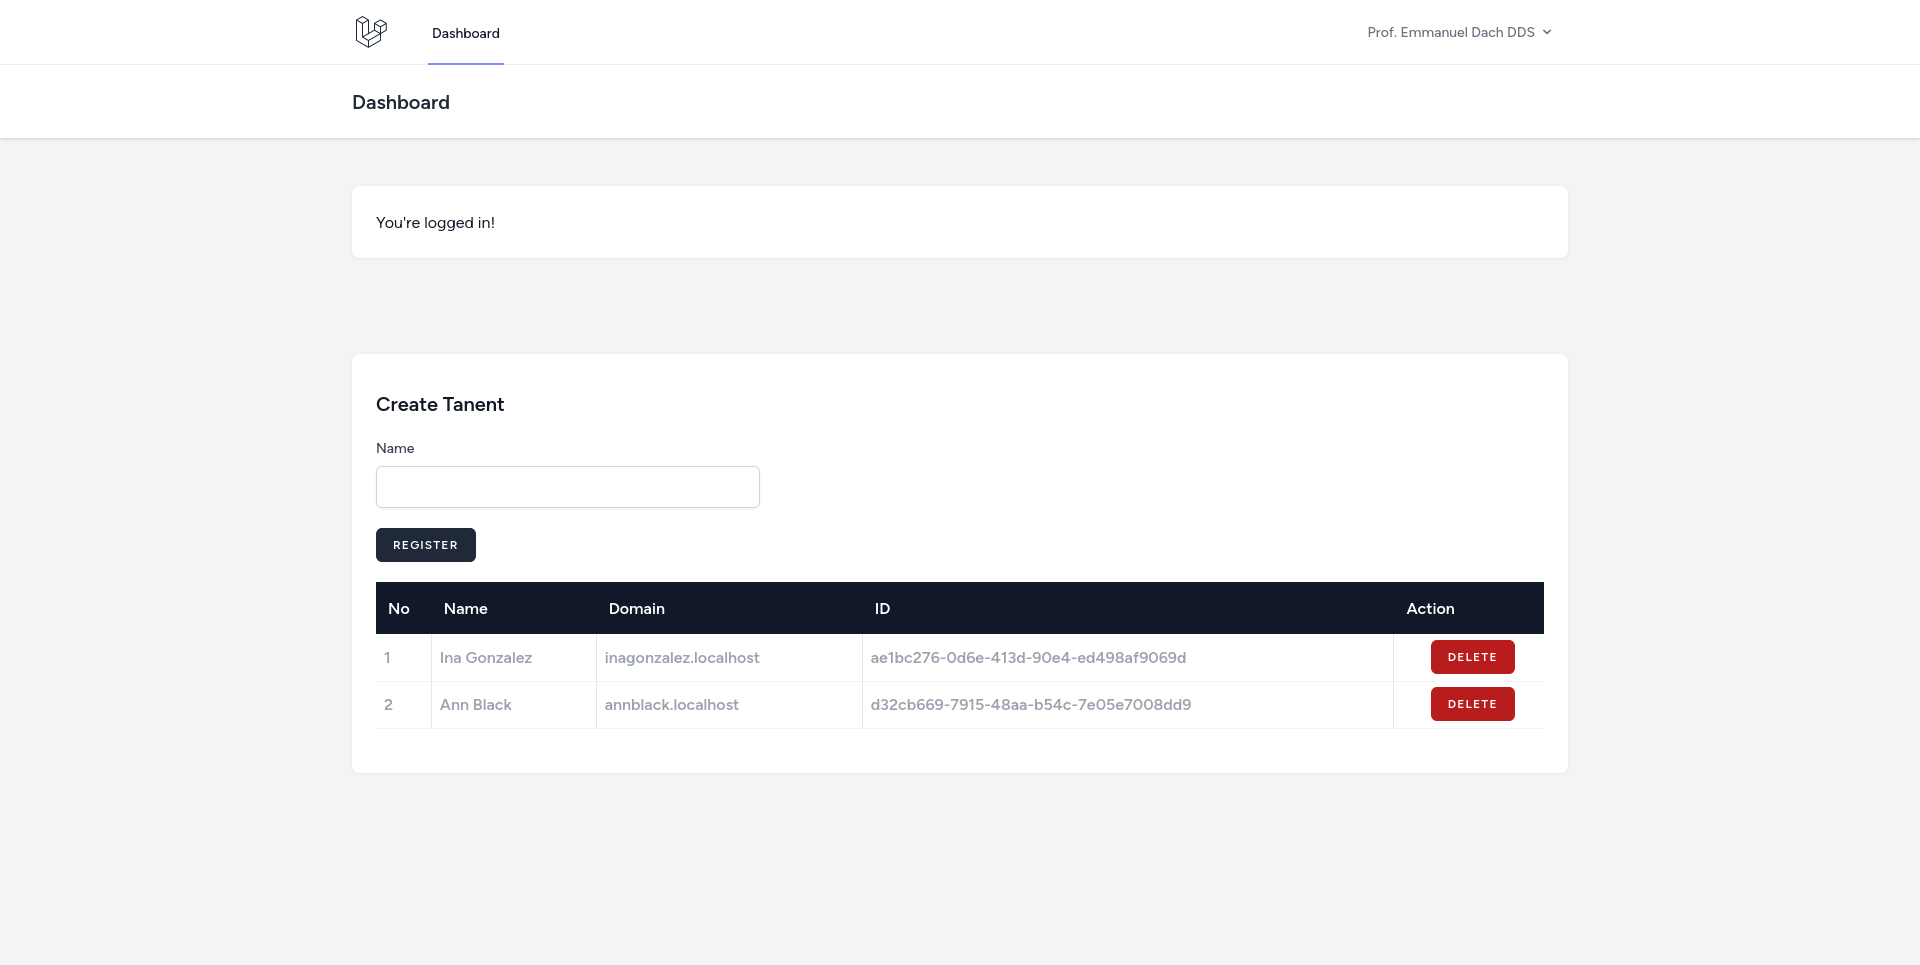 Dashboard
Prof. Emmanuel Dach DDS
Dashboard
You're logged in!
Create Tanent
Name
REGISTER
No Name Domain ID Action
1 Ina Gonzalez inagonzalez.localhost ae1bc276-0d6e-413d-90e4-ed498af9069d DELETE
2 Ann Black annblack.localhost d32cb669-7915-48aa-b54c-7e05e7008dd9 DELETE